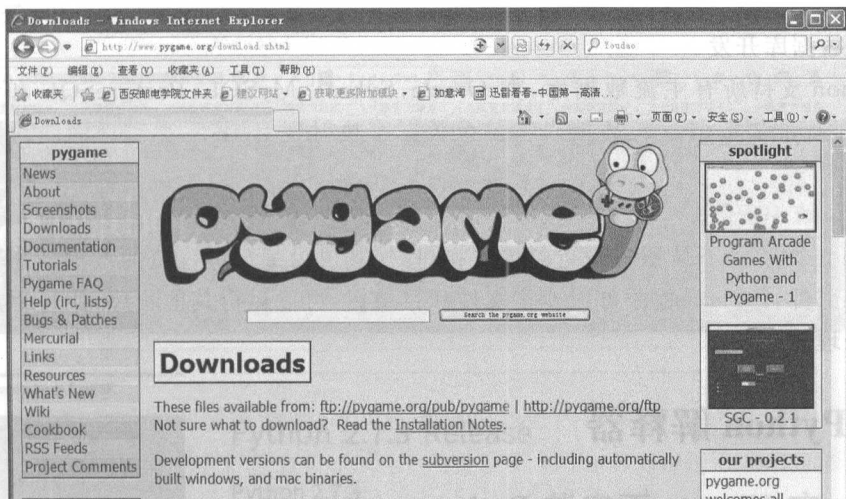 Downloads - Windows Internet Explorer
http://www.pygame.org/download.shtml
Youdao
文件(F) 编辑(E) 查看(V) 收藏夹(A) 工具(T) 帮助(H)
收藏夹 西安邮电学院文件夹 建议网站 获取更多附加模块 如意淘 迅雷看看-中国第一高清...
Downloads
页面(P) 安全(S) 工具(O)
pygame
News
About
Screenshots
Downloads
Documentation
Tutorials
Pygame FAQ
Help (irc, lists)
Bugs & Patches
Mercurial
Links
Resources
What's New
Wiki
Cookbook
RSS Feeds
Project Comments
pygame
Search the pygame.org website
Downloads
These files available from: ftp://pygame.org/pub/pygame | http://pygame.org/ftp
Not sure what to download? Read the Installation Notes.
Development versions can be found on the subversion page - including automatically
built windows, and mac binaries.
spotlight
Program Arcade
Games With
Python and
Pygame - 1
SGC - 0.2.1
our projects
pygame.org
welcomes all